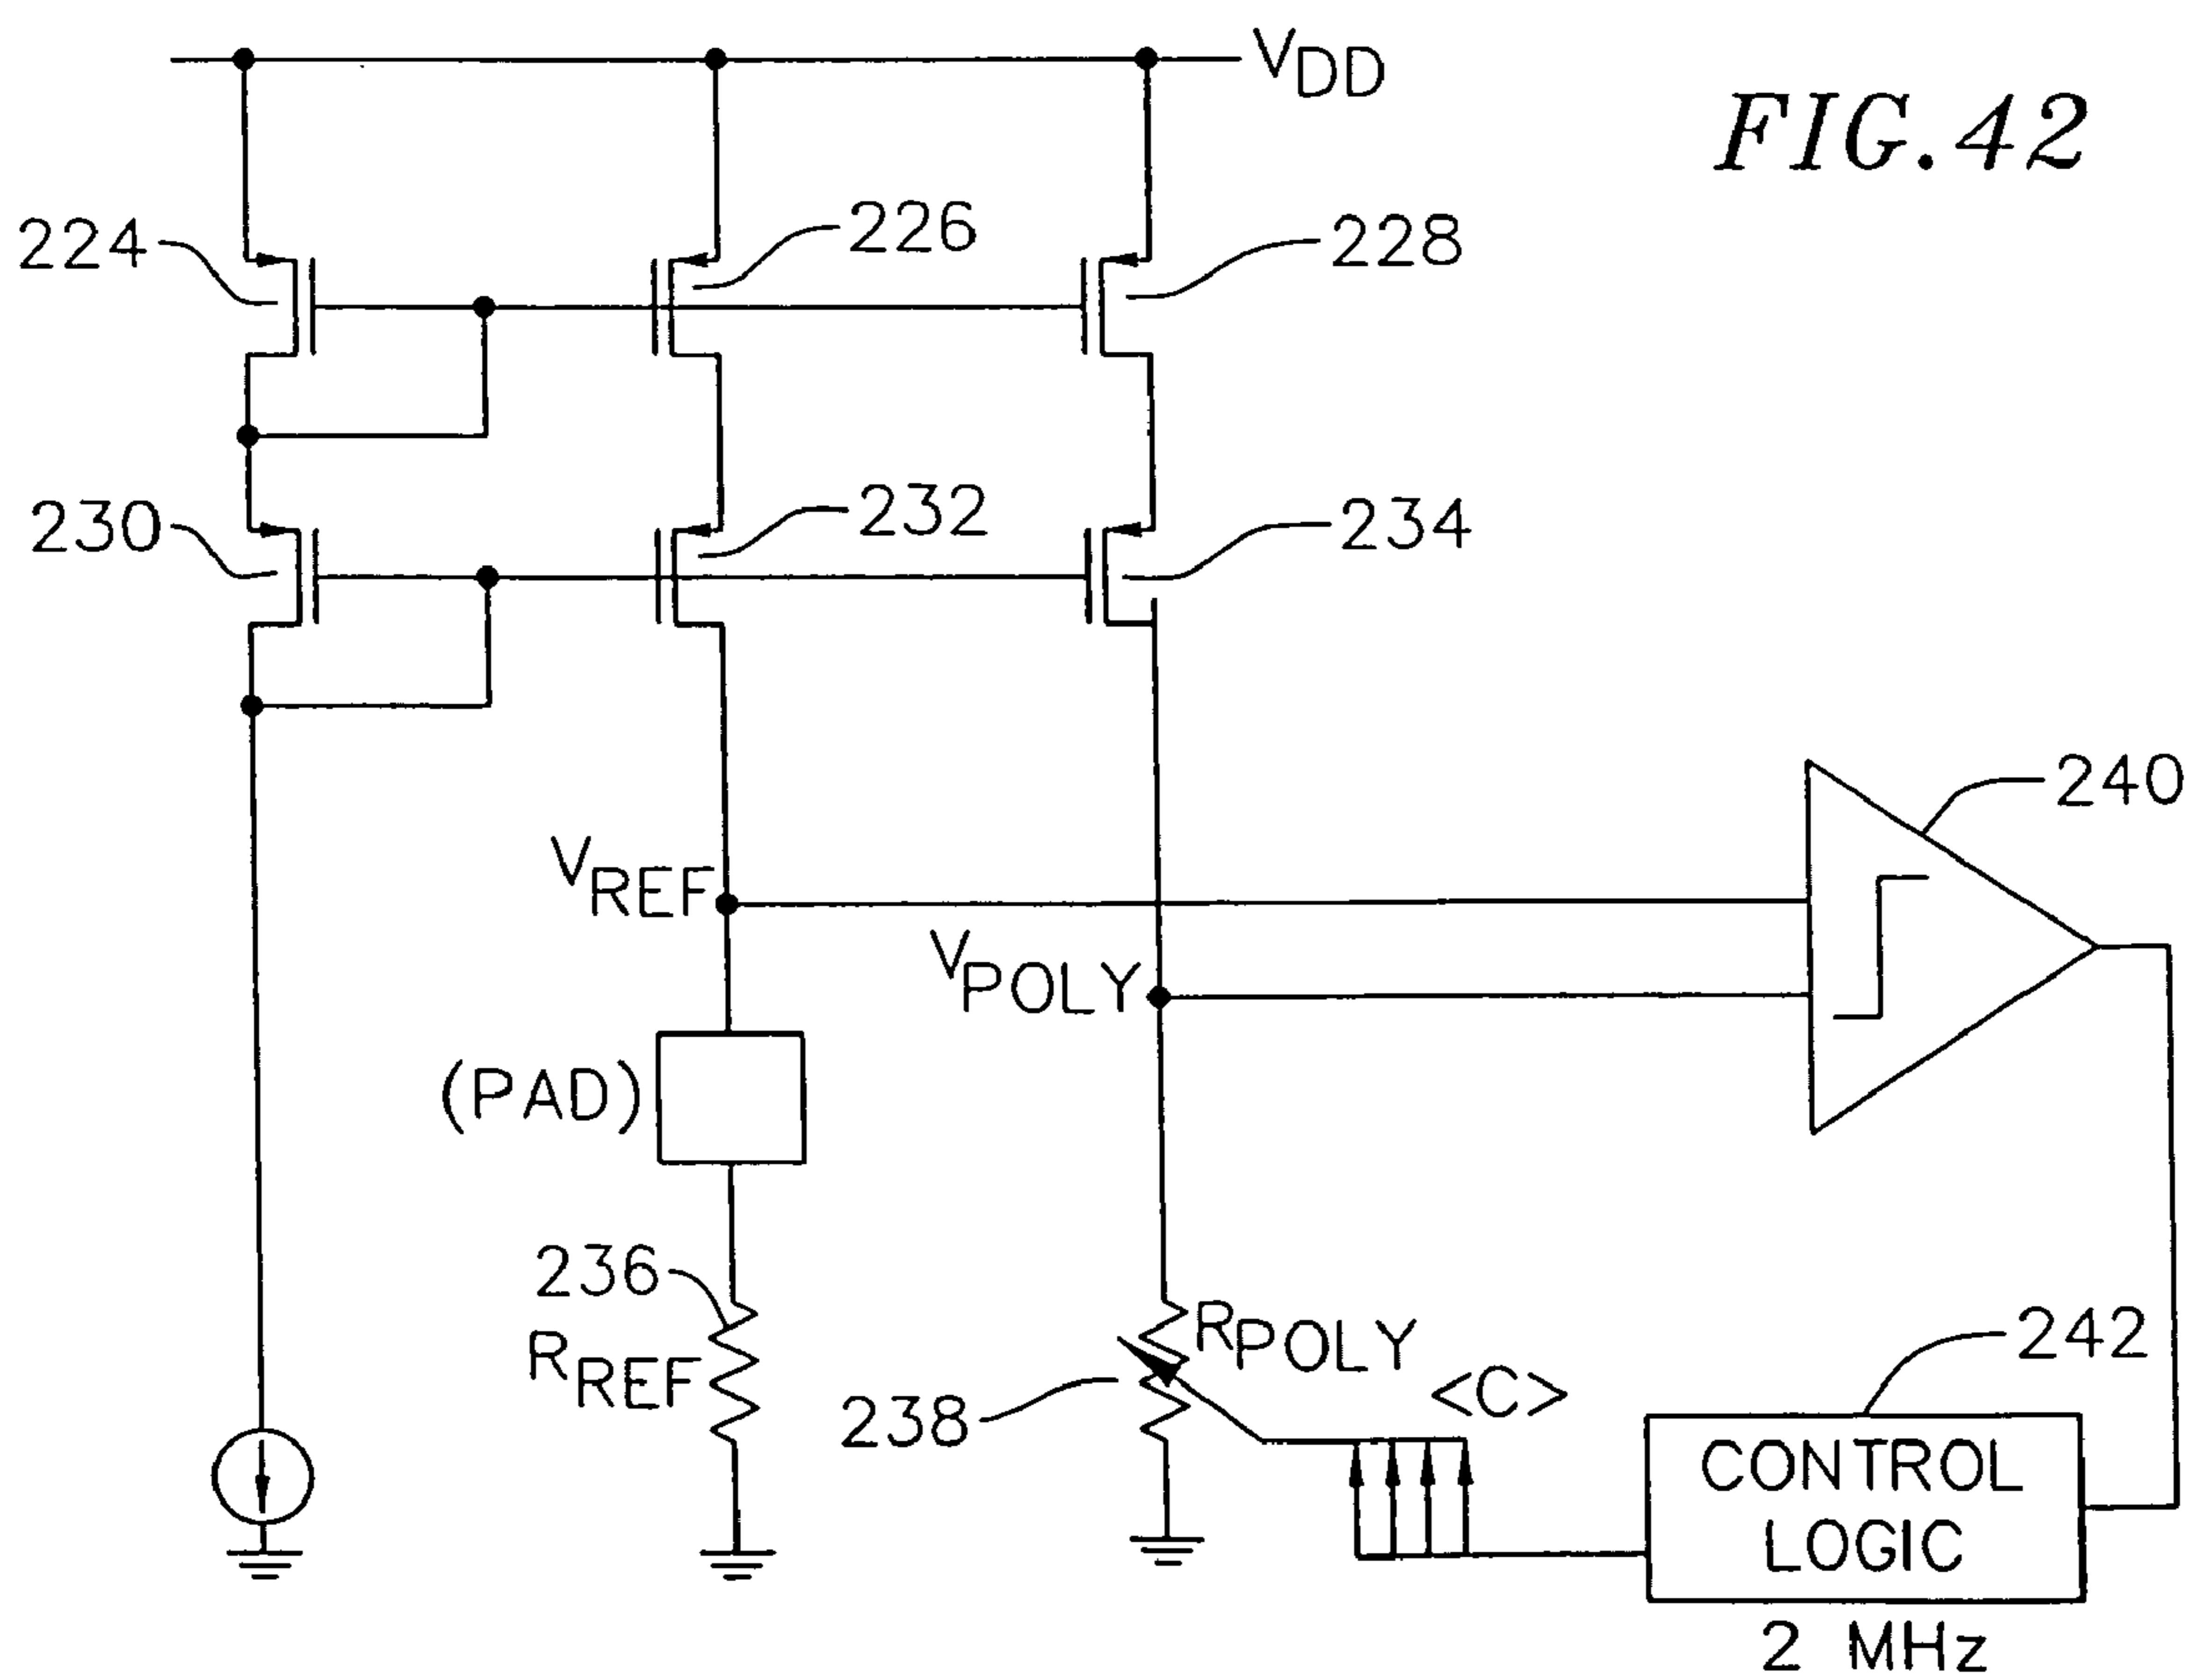 VDD
FIG. 42
224
226
228
230
232
234
240
VREF
VPOLY
(PAD)
236
RREF
RPOLY
238
<C>
242
CONTROL
LOGIC
2 MHz